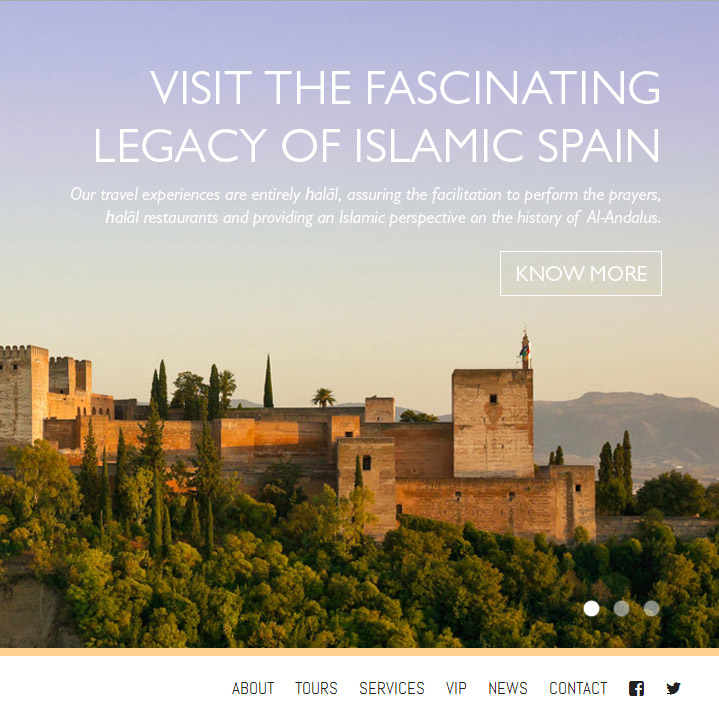 VISIT THE FASCINATING
LEGACY OF ISLAMIC SPAIN
Our travel experiences are entirely halāl, assuring the facilitation to perform the prayers,
halāl restaurants and providing an Islamic perspective on the history of Al-Andalus.
KNOW MORE
ABOUT TOURS SERVICES VIP NEWS CONTACT